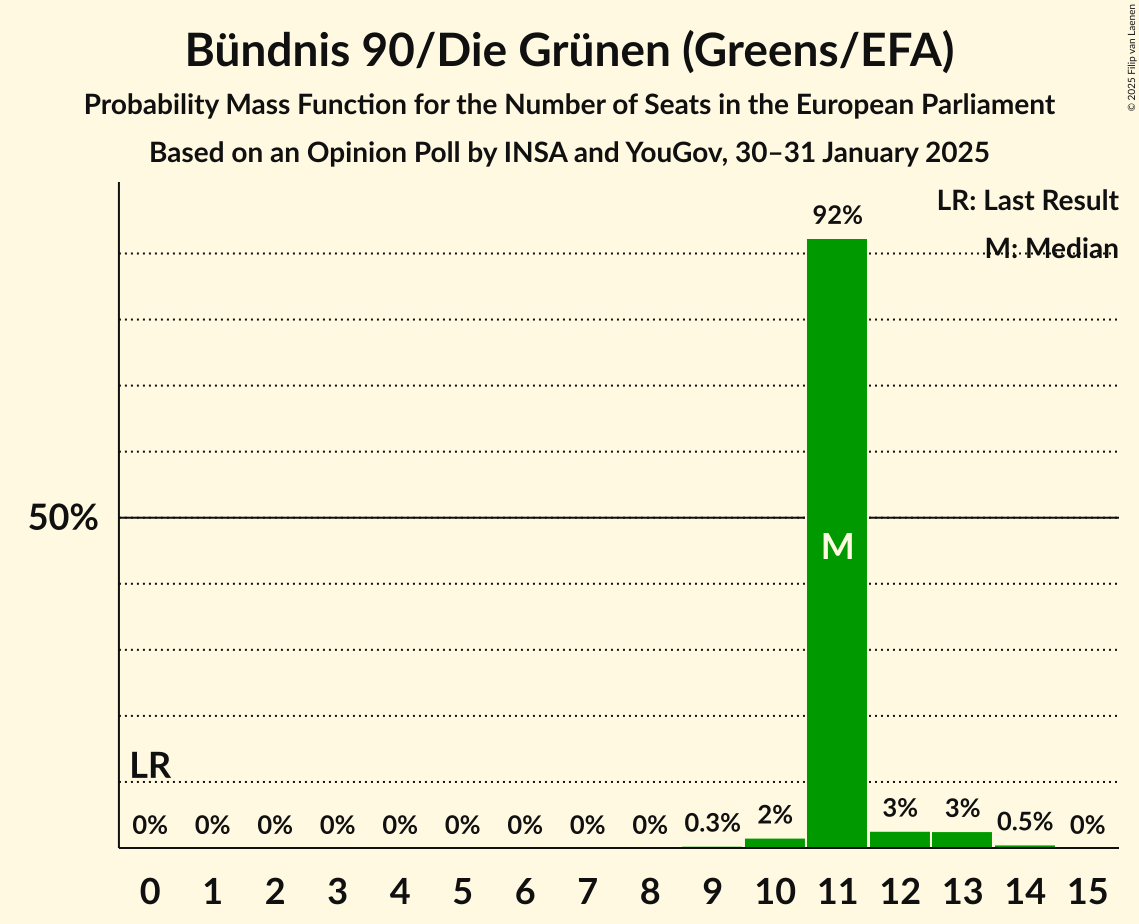 Bündnis 90/Die Grünen (Greens/EFA)
Probability Mass Function for the Number of Seats in the European Parliament
Based on an Opinion Poll by INSA and YouGov, 30–31 January 2025
© 2025 Filip van Laenen
LR: Last Result
M: Median
92%
50%
M
LR
0% 0% 0% 0% 0% 0% 0% 0% 0% 0.3% 2% 3% 3% 0.5% 0%
0 1 2 3 4 5 6 7 8 9 10 11 12 13 14 15